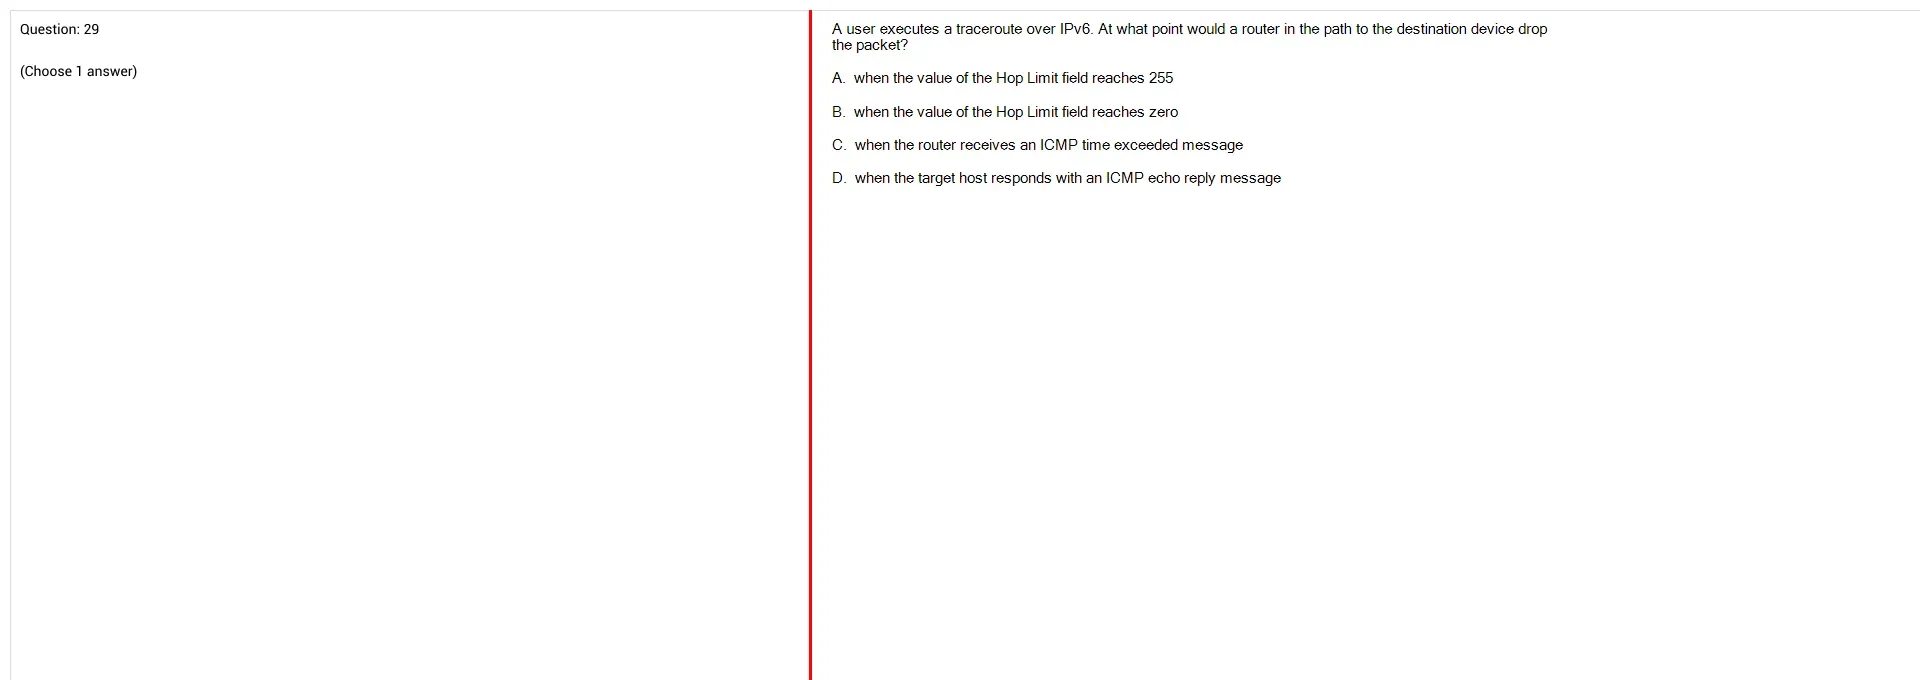 Question: 29
(Choose 1 answer)
A user executes a traceroute over IPv6. At what point would a router in the path to the destination device drop
the packet?
A. when the value of the Hop Limit field reaches 255
B. when the value of the Hop Limit field reaches zero
C. when the router receives an ICMP time exceeded message
D. when the target host responds with an ICMP echo reply message